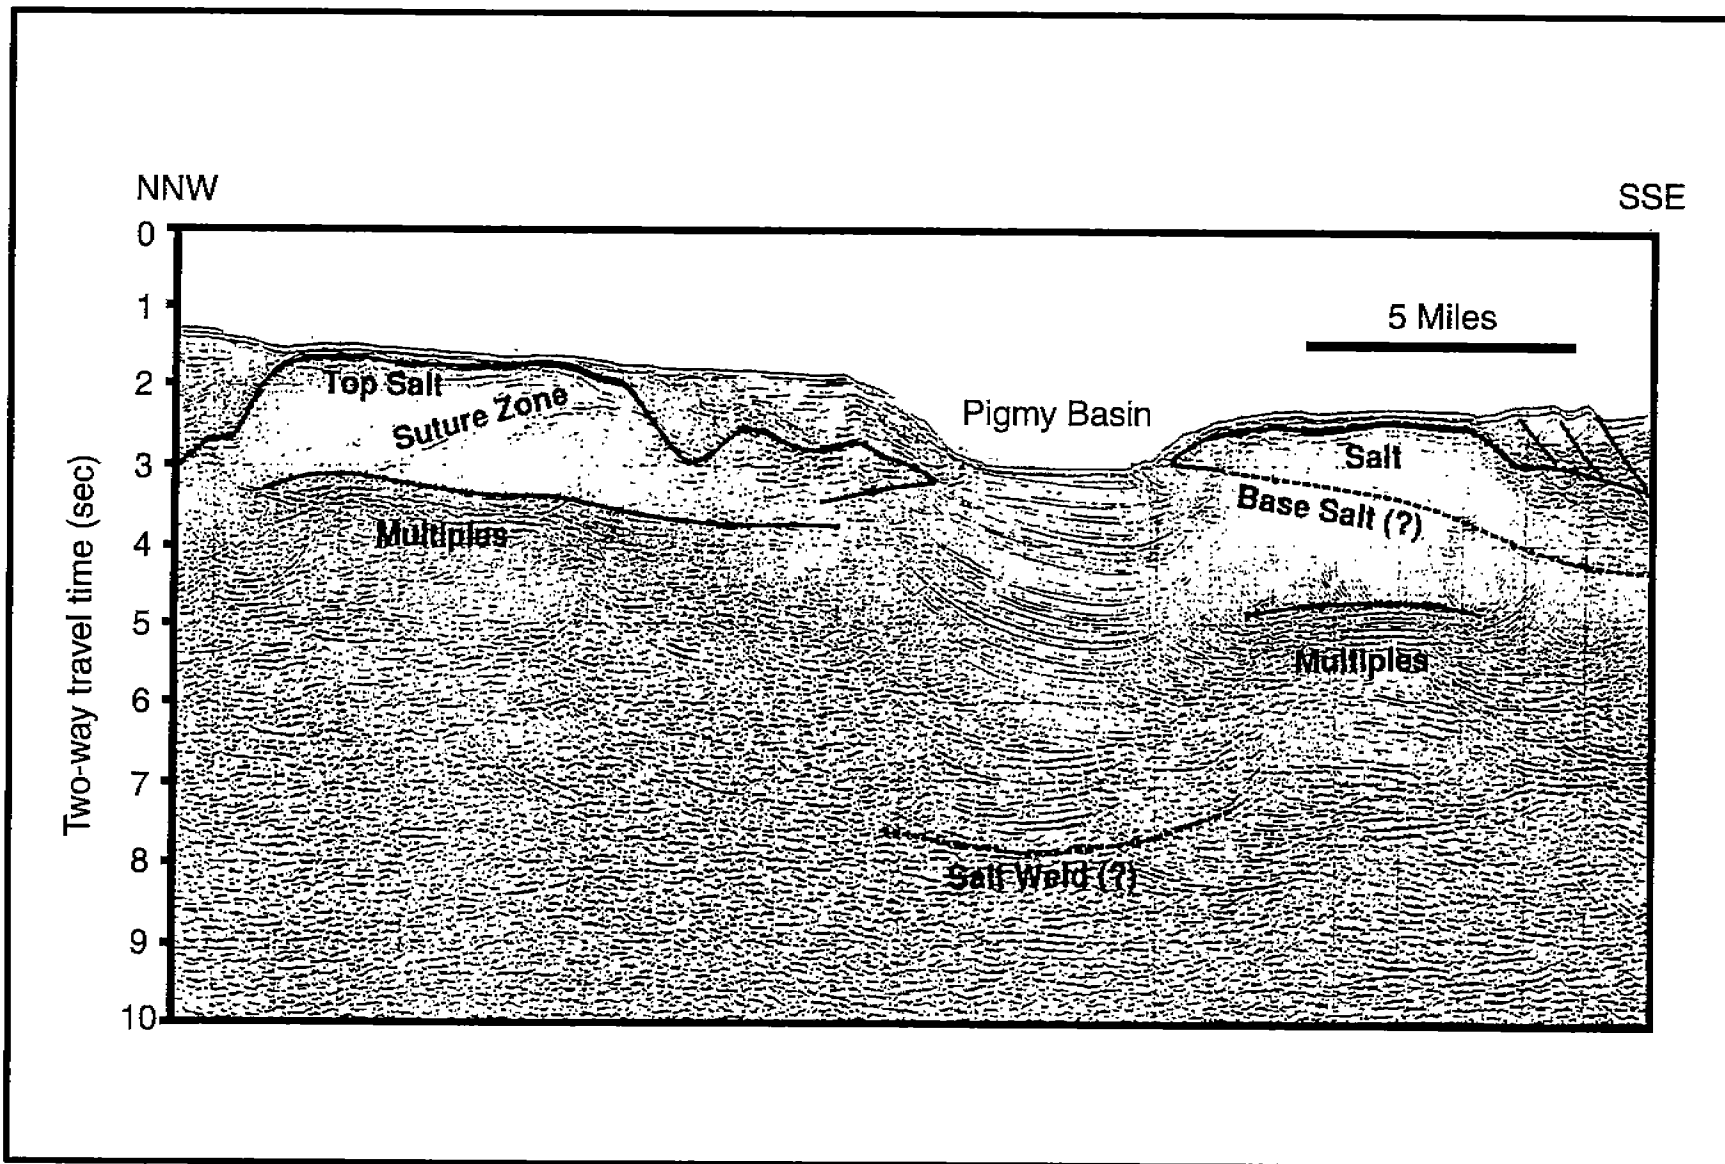 NNW
SSE
0
1
5 Miles
2
Top Salt
Suture Zone
Pigmy Basin
3
Salt
Base Salt (?)
Multiples
4
5
Multiples
6
Two-way travel time (sec)
7
8
Salt Weld (?)
9
10